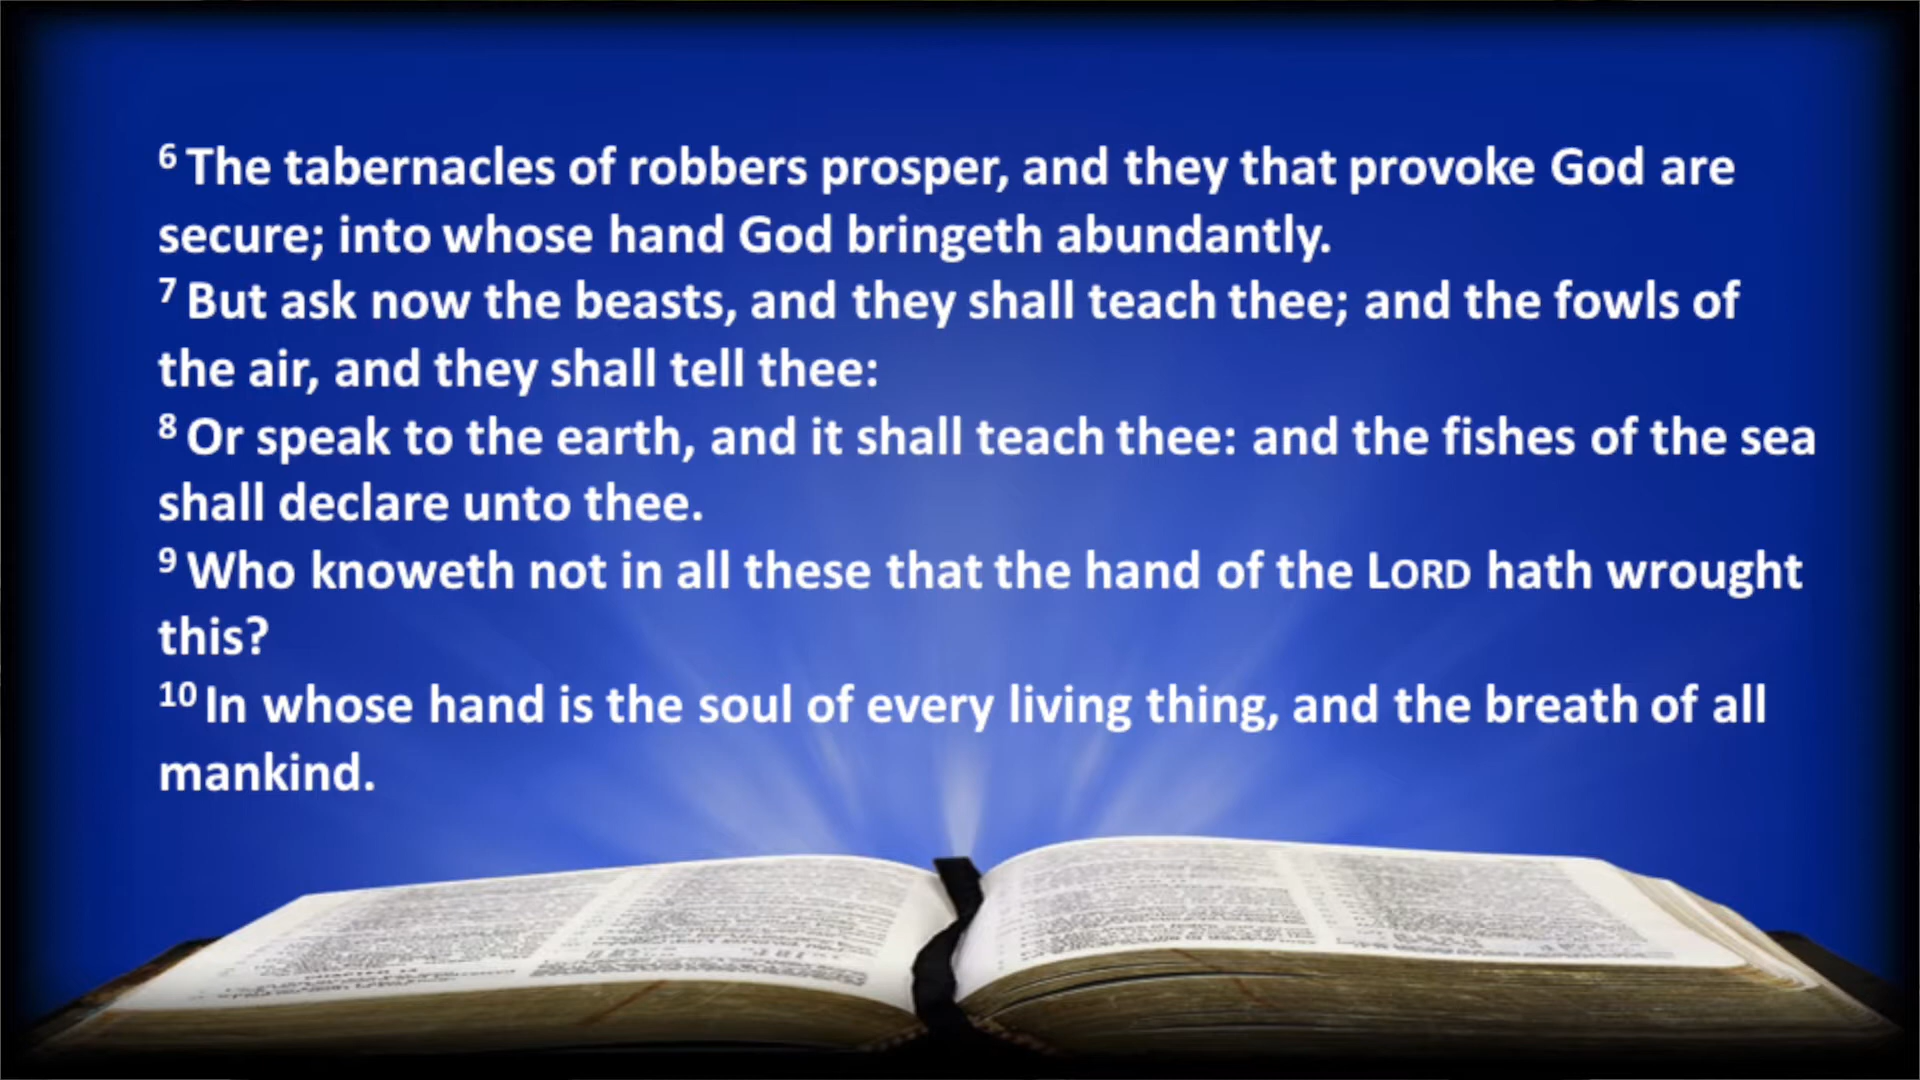 6 The tabernacles of robbers prosper, and they that provoke God are
secure; into whose hand God bringeth abundantly.
7 But ask now the beasts, and they shall teach thee; and the fowls of
the air, and they shall tell thee:
8 Or speak to the earth, and it shall teach thee: and the fishes of the sea
shall declare unto thee.
9 Who knoweth not in all these that the hand of the LORD hath wrought
this?
10 In whose hand is the soul of every living thing, and the breath of all
mankind.